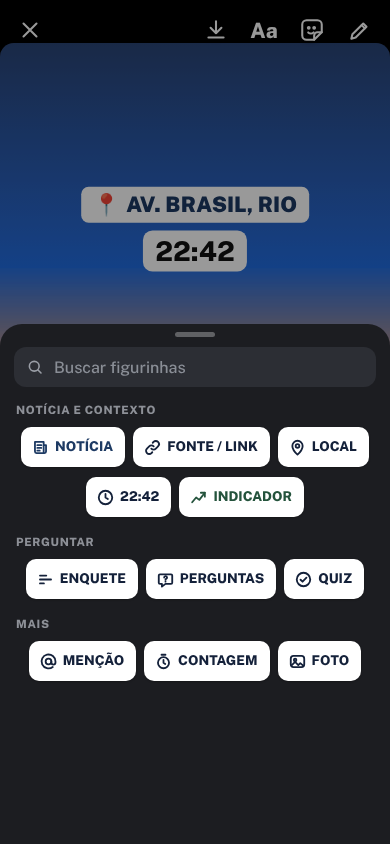 Aa
AV. BRASIL, RIO
22:42
Buscar figurinhas
NOTÍCIA E CONTEXTO
NOTÍCIA
FONTE / LINK
LOCAL
22:42
INDICADOR
PERGUNTAR
ENQUETE
PERGUNTAS
QUIZ
MAIS
MENÇÃO
CONTAGEM
FOTO